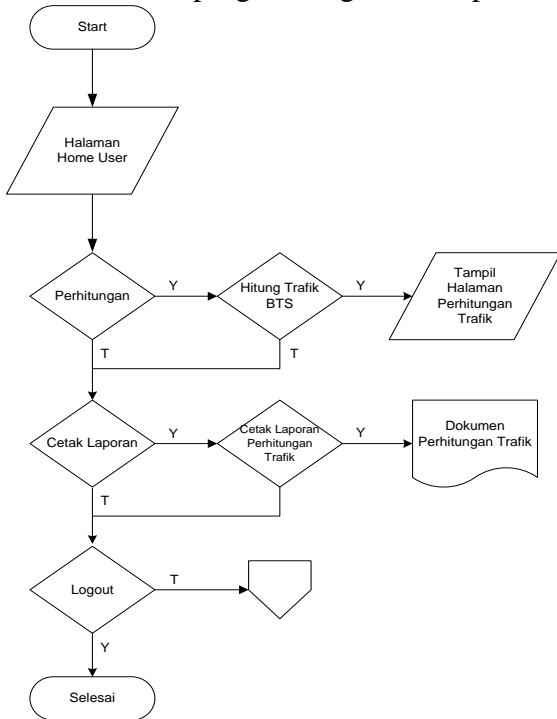 Start
Halaman
Home User
Perhitungan
Y
Hitung Trafik
BTS
Y
Tampil
Halaman
Perhitungan
Trafik
T
T
Cetak Laporan
Y
Cetak Laporan
Perhitungan
Trafik
Y
Dokumen
Perhitungan Trafik
T
Logout
T
Y
Selesai